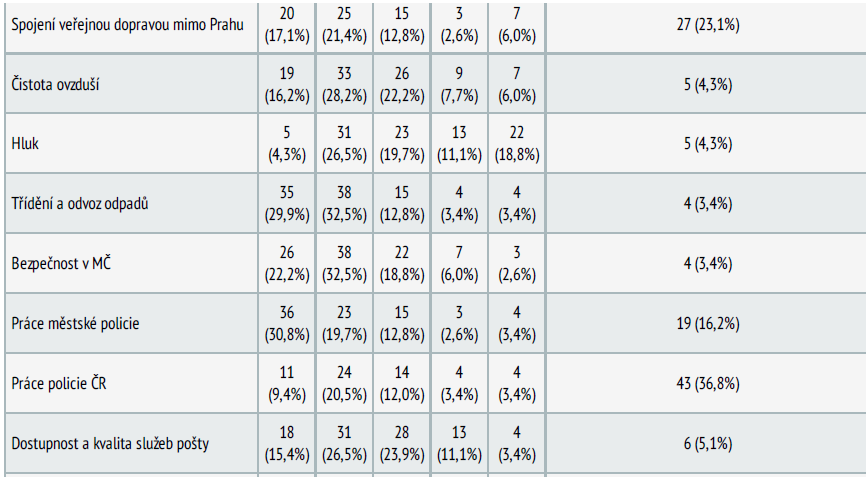 Spojení veřejnou dopravou mimo Prahu 20 (17,1%) 25 (21,4%) 15 (12,8%) 3 (2,6%) 7 (6,0%) 27 (23,1%)
Čistota ovzduší 19 (16,2%) 33 (28,2%) 26 (22,2%) 9 (7,7%) 7 (6,0%) 5 (4,3%)
Hluk 5 (4,3%) 31 (26,5%) 23 (19,7%) 13 (11,1%) 22 (18,8%) 5 (4,3%)
Třídění a odvoz odpadů 35 (29,9%) 38 (32,5%) 15 (12,8%) 4 (3,4%) 4 (3,4%) 4 (3,4%)
Bezpečnost v MČ 26 (22,2%) 38 (32,5%) 22 (18,8%) 7 (6,0%) 3 (2,6%) 4 (3,4%)
Práce městské policie 36 (30,8%) 23 (19,7%) 15 (12,8%) 3 (2,6%) 4 (3,4%) 19 (16,2%)
Práce policie ČR 11 (9,4%) 24 (20,5%) 14 (12,0%) 4 (3,4%) 4 (3,4%) 43 (36,8%)
Dostupnost a kvalita služeb pošty 18 (15,4%) 31 (26,5%) 28 (23,9%) 13 (11,1%) 4 (3,4%) 6 (5,1%)